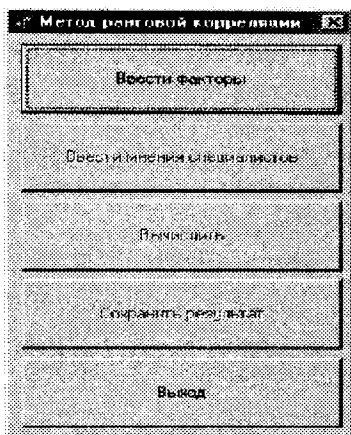 Метод ранговой корреляции
Ввести факторы
Ввести мнения специалистов
Вычислить
Сохранить результат
Выход